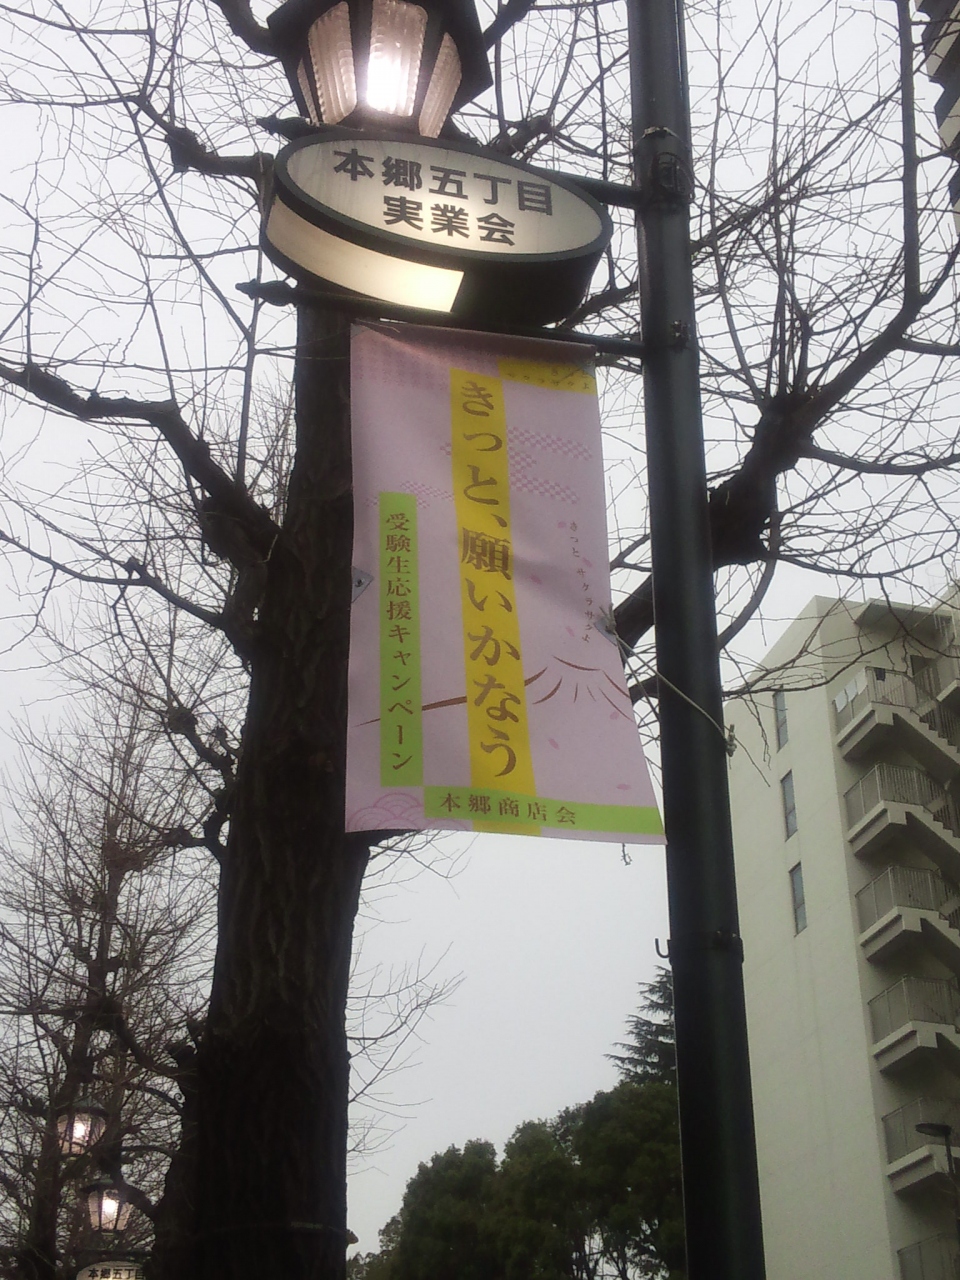 本郷五丁目
実業会
きっと、願いかなう
きっと サクラサクよ
受験生応援キャンペーン
本郷商店会
本郷五丁目